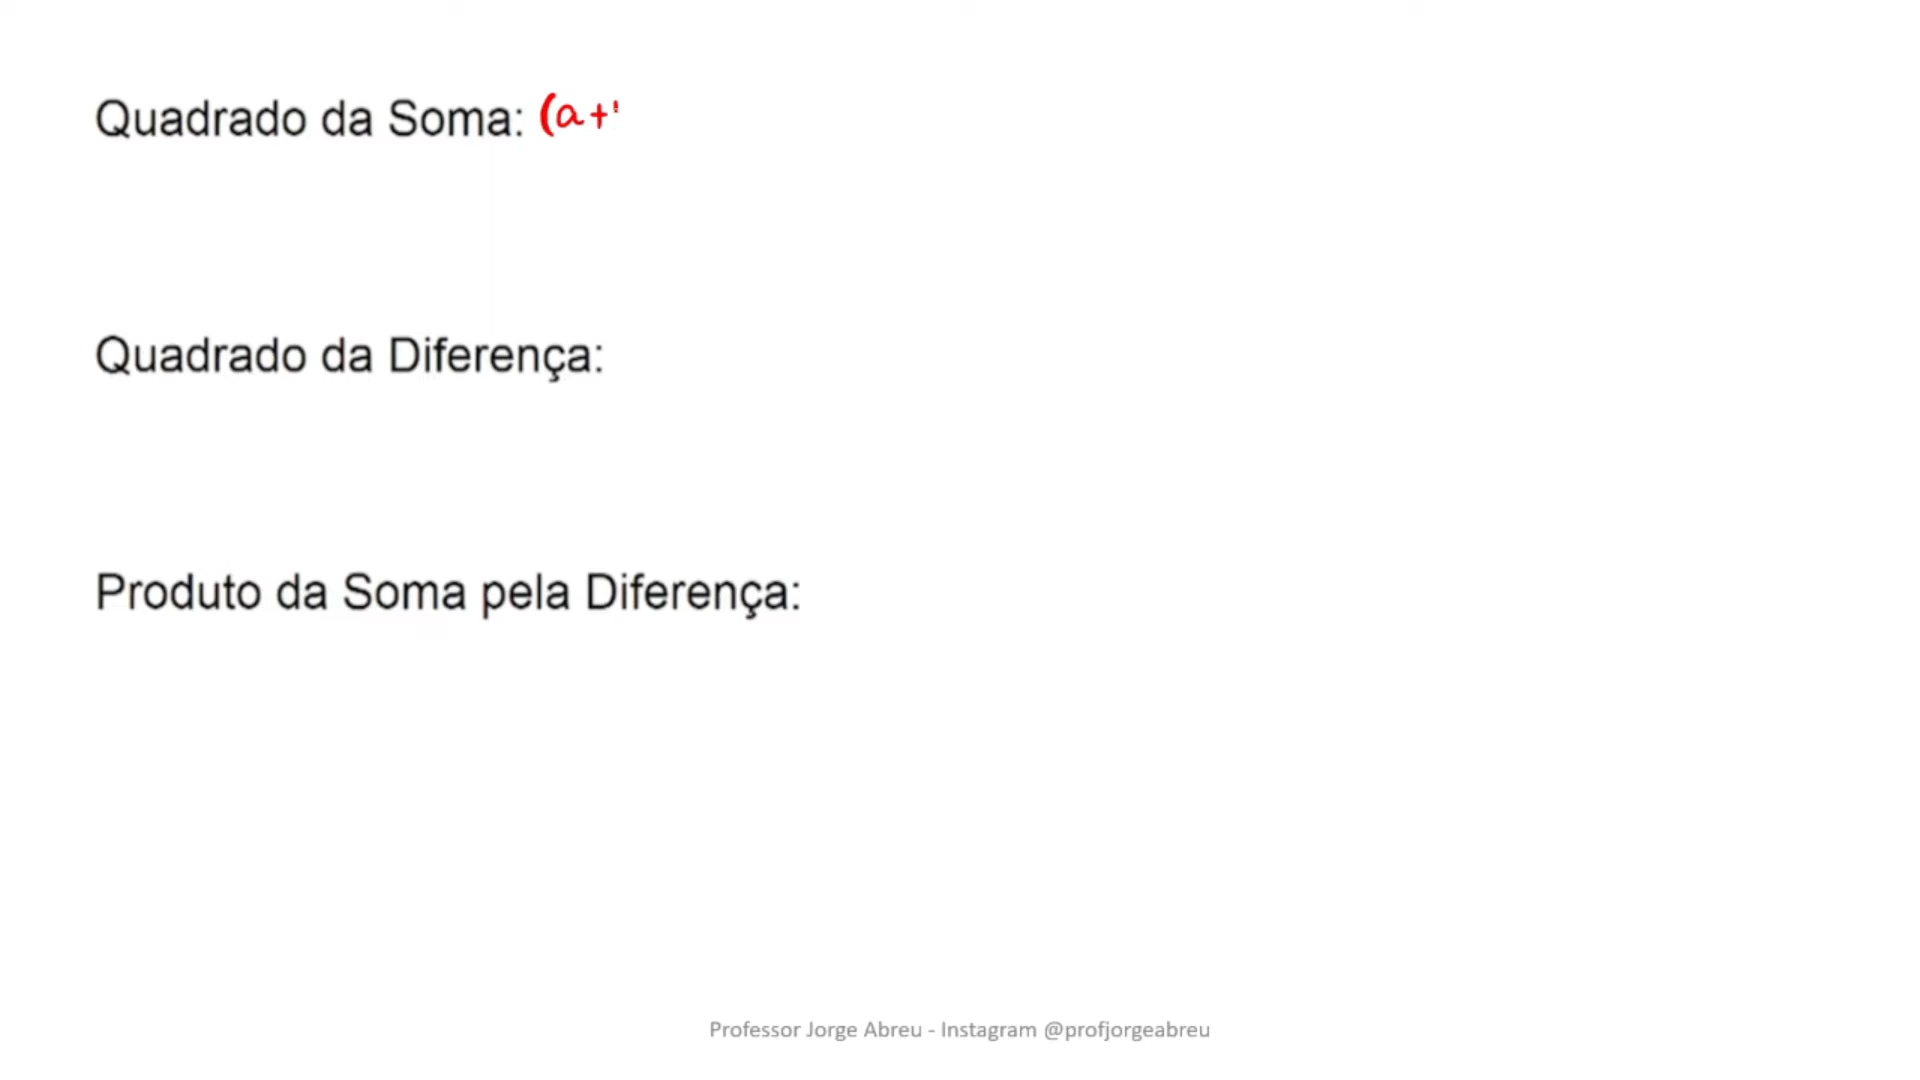 Quadrado da Soma: (a+
Quadrado da Diferença:
Produto da Soma pela Diferença:
Professor Jorge Abreu - Instagram @profjorgeabreu